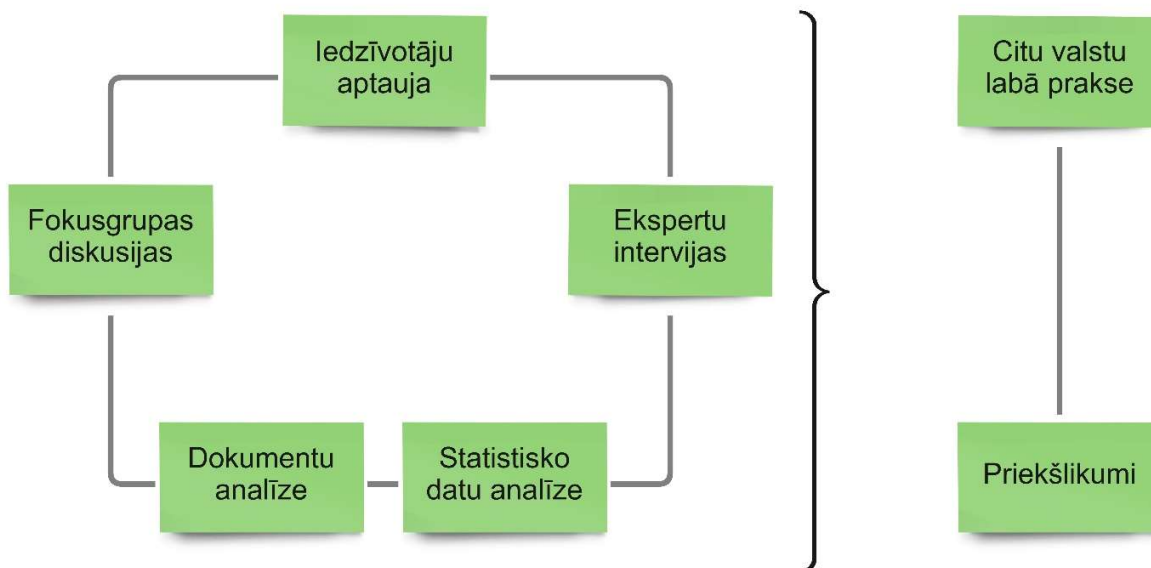 Iedzīvotāju
aptauja
Citu valstu
labā prakse
Fokusgrupas
diskusijas
Ekspertu
intervijas
Dokumentu
analīze
Statistisko
datu analīze
Priekšlikumi